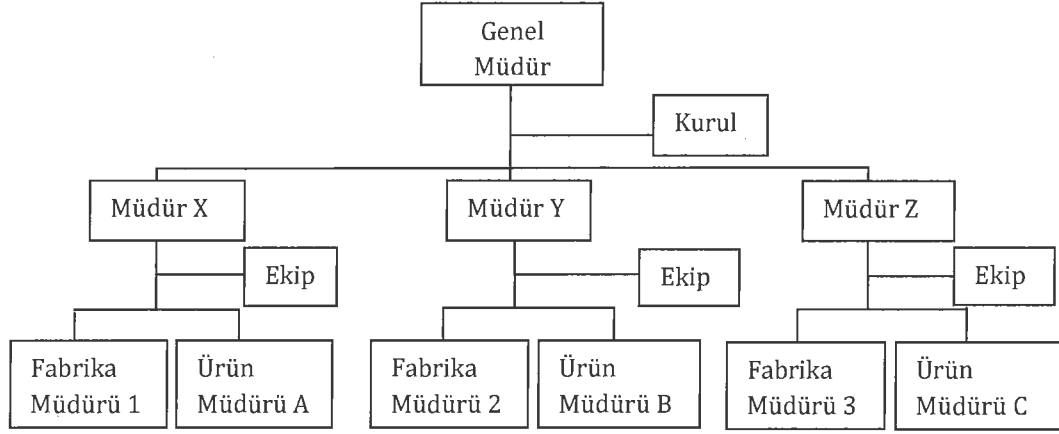 Genel
Müdür
Kurul
Müdür X
Müdür Y
Müdür Z
Ekip
Ekip
Ekip
Fabrika
Müdürü 1
Ürün
Müdürü A
Fabrika
Müdürü 2
Ürün
Müdürü B
Fabrika
Müdürü 3
Ürün
Müdürü C